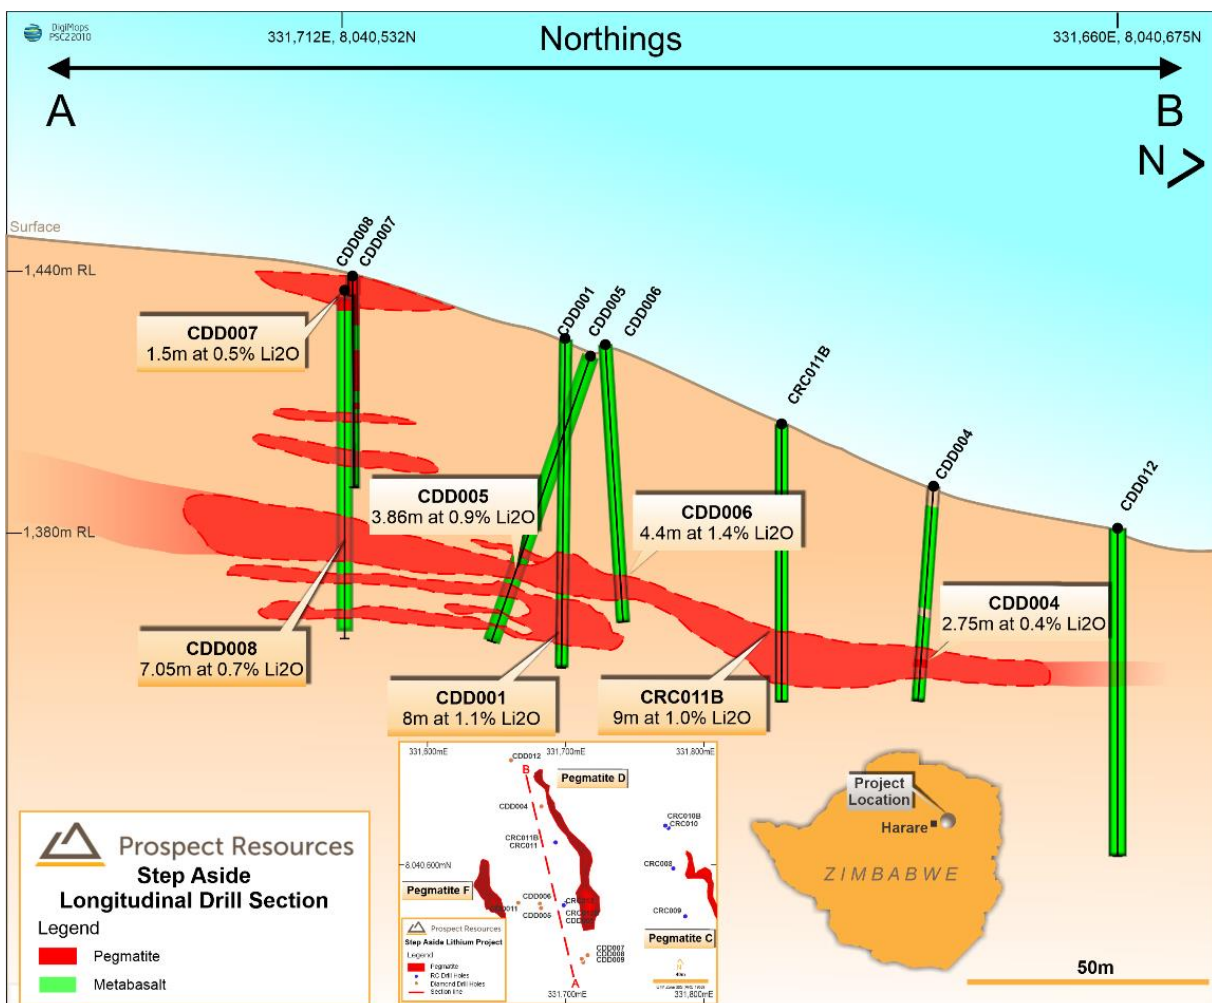 DigiMops
PSC22010
331,712E, 8,040,532N
Northings
331,660E, 8,040,675N
A
B
N
Surface
1,440m RL
CDD008
CDD007
CDD001
CDD005
CDD006
CRC011B
CDD004
CDD012
CDD007
1.5m at 0.5% Li2O
1,380m RL
CDD005
3.86m at 0.9% Li2O
CDD006
4.4m at 1.4% Li2O
CDD004
2.75m at 0.4% Li2O
CDD008
7.05m at 0.7% Li2O
CDD001
8m at 1.1% Li2O
CRC011B
9m at 1.0% Li2O
Prospect Resources
Step Aside
Longitudinal Drill Section
Legend
Pegmatite
Metabasalt
331,600mE
331,700mE
331,800mE
CDD012
B
Pegmatite D
CDD004
CRC010B
CRC010
CRC011B
CRC011
8,040,600mN
CRC008
Pegmatite F
CDD006
CDD005
CRC009
Pegmatite C
CDD007
CDD008
CDD009
Prospect Resources
Step Aside Lithium Project
Legend
Pegmatite
RC Drill Holes
Diamond Drill Holes
Section line
A
N
331,700mE
331,800mE
Project
Location
Harare
ZIMBABWE
50m